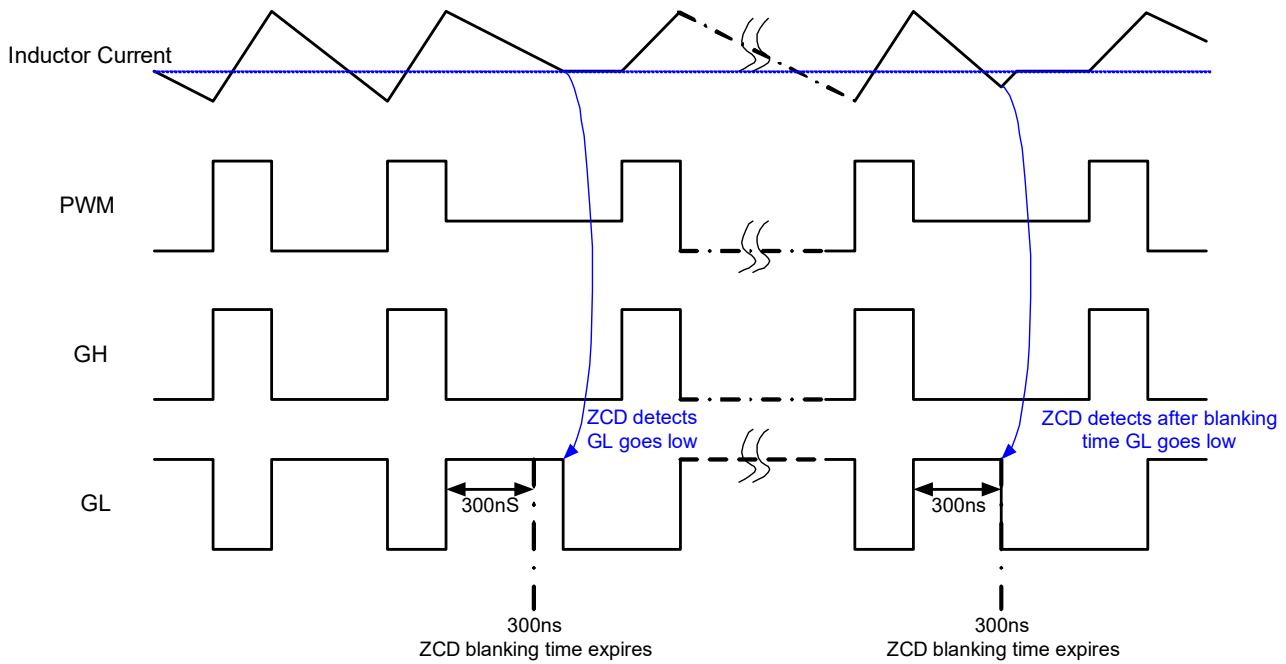 Inductor Current
PWM
GH
ZCD detects
GL goes low
ZCD detects after blanking
time GL goes low
GL
300nS
300ns
300ns
ZCD blanking time expires
300ns
ZCD blanking time expires